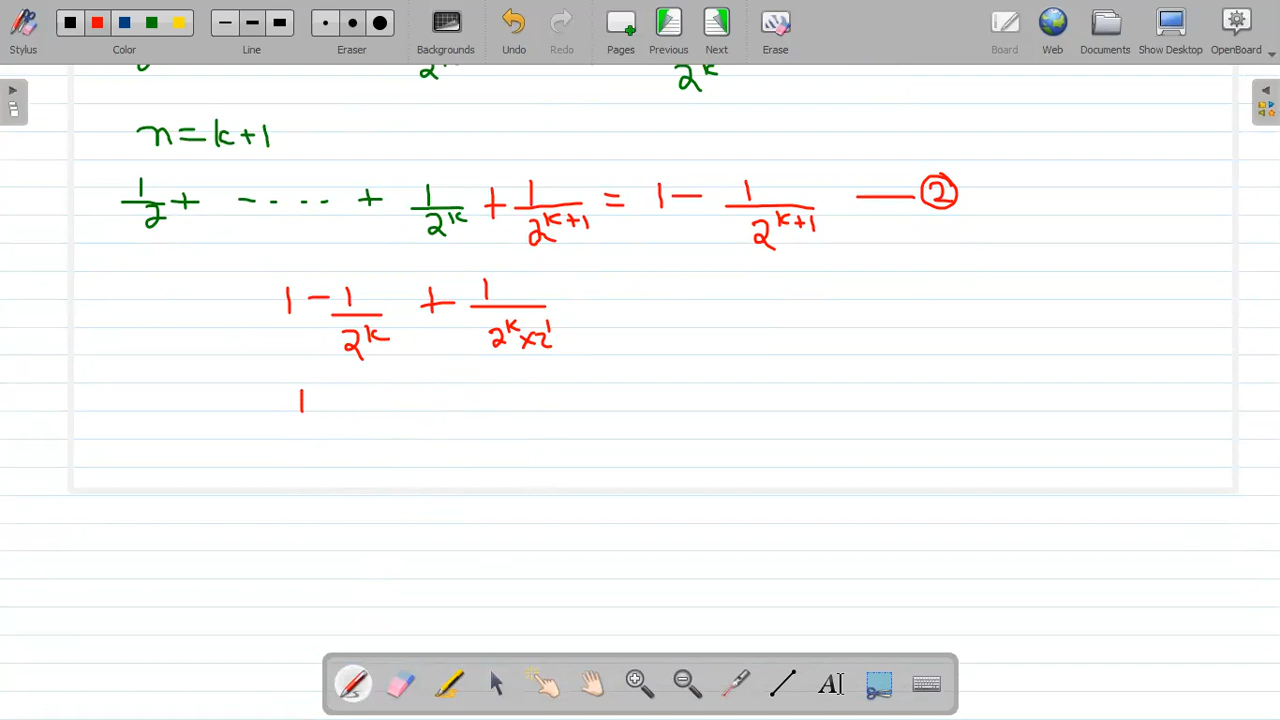 Stylus Color Line Eraser Backgrounds Undo Redo Pages Previous Next Erase Board Web Documents Show Desktop OpenBoard
2^k 2^k
n = k+1
1/2 + - . . . . + 1/2^k + 1/2^(k+1) = 1 - 1/2^(k+1) —— ②
1 - 1/2^k + 1/(2^k × 2^1)
1